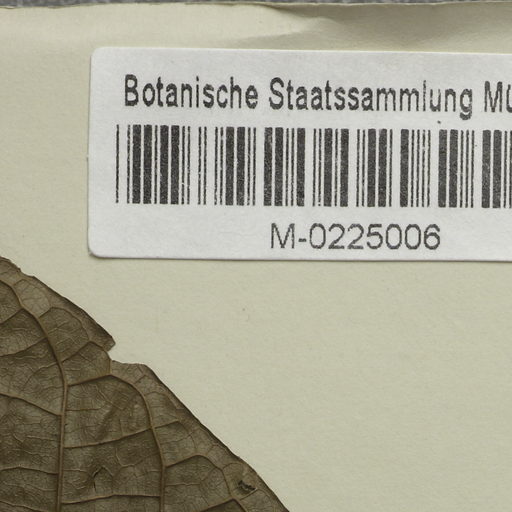 Botanische Staatssammlung Mü
M-0225006